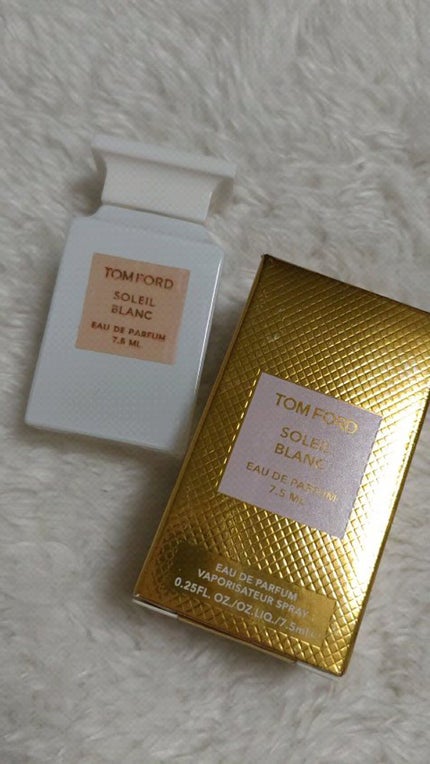 TOM FORD
SOLEIL
BLANC
EAU DE PARFUM
7.5 ML
TOM FORD
SOLEIL
BLANC
EAU DE PARFUM
7.5 ML
EAU DE PARFUM
VAPORISATEUR SPRAY
0.25FL. OZ./OZ.LIQ./7.5ml